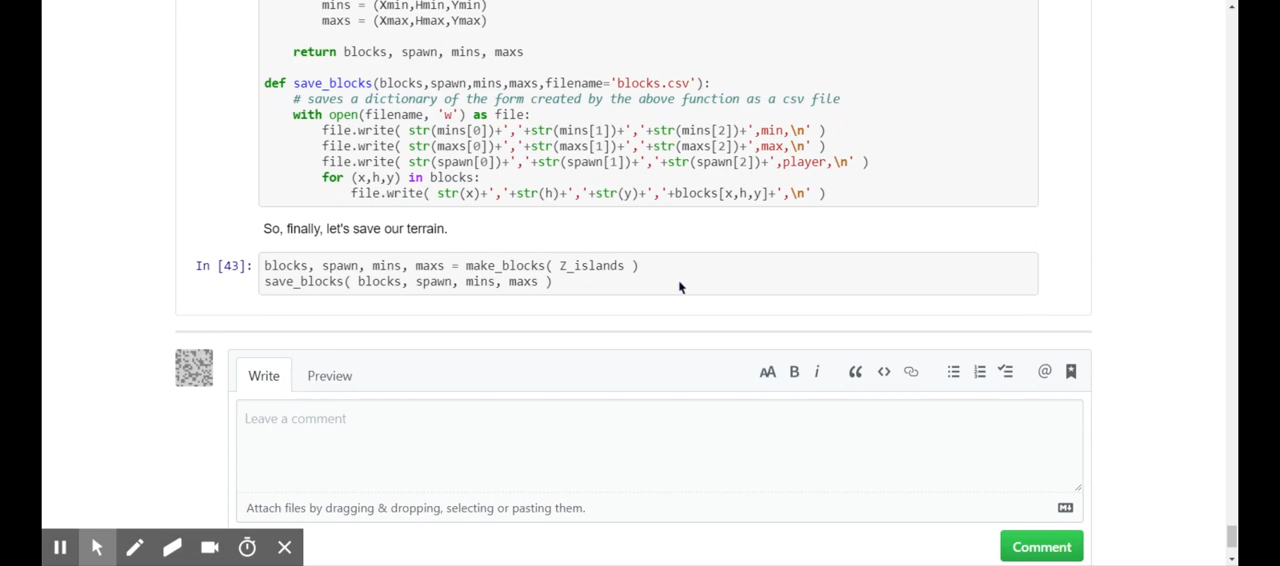 mins = (Xmin,Hmin,Ymin)
maxs = (Xmax,Hmax,Ymax)
return blocks, spawn, mins, maxs
def save_blocks(blocks,spawn,mins,maxs,filename='blocks.csv'):
# saves a dictionary of the form created by the above function as a csv file
with open(filename, 'w') as file:
file.write( str(mins[0])+','+str(mins[1])+','+str(mins[2])+',min,\n' )
file.write( str(maxs[0])+','+str(maxs[1])+','+str(maxs[2])+',max,\n' )
file.write( str(spawn[0])+','+str(spawn[1])+','+str(spawn[2])+',player,\n' )
for (x,h,y) in blocks:
file.write( str(x)+','+str(h)+','+str(y)+','+blocks[x,h,y]+',\n' )
So, finally, let's save our terrain.
In [43]: blocks, spawn, mins, maxs = make_blocks( Z_islands )
save_blocks( blocks, spawn, mins, maxs )
Write Preview AA B i
Leave a comment
Attach files by dragging & dropping, selecting or pasting them.
Comment